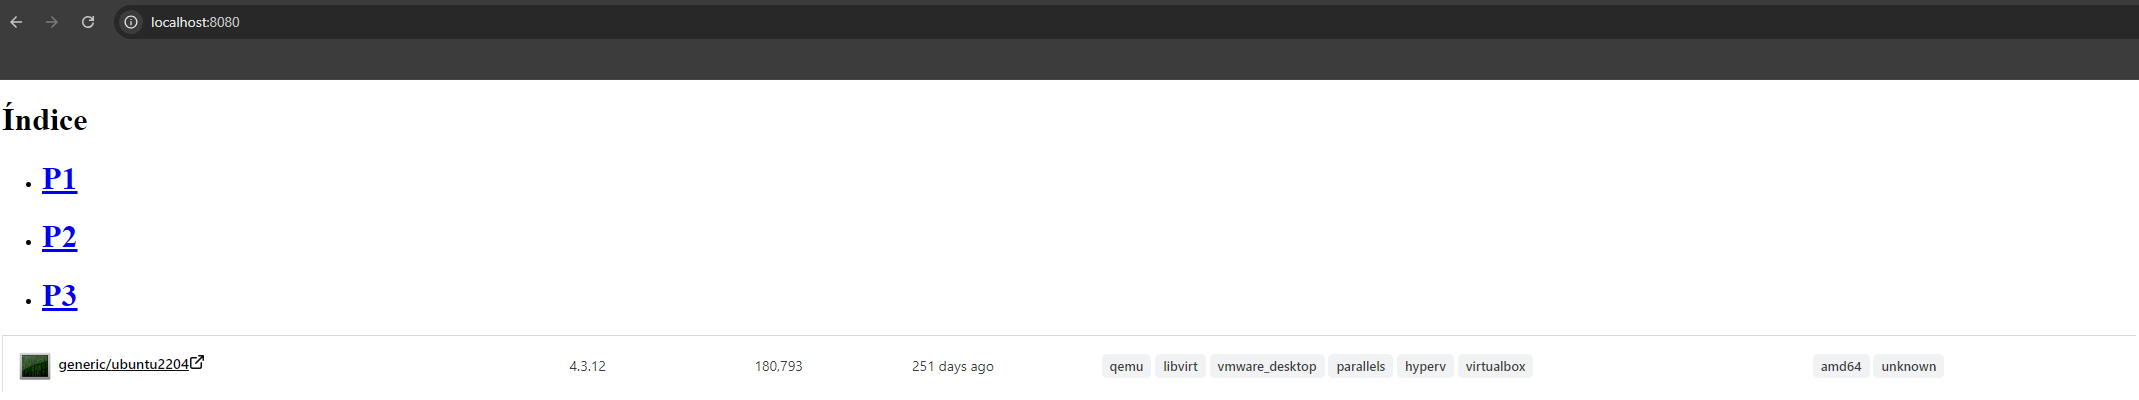 localhost:8080
Índice
P1
P2
P3
generic/ubuntu2204 4.3.12 180,793 251 days ago qemu libvirt vmware_desktop parallels hyperv virtualbox amd64 unknown